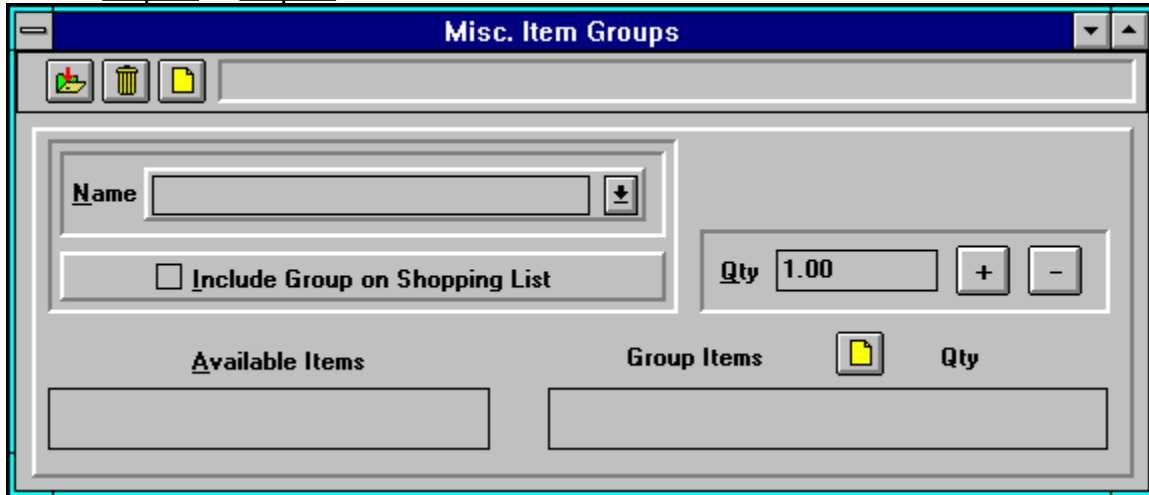 Misc. Item Groups
Name
Include Group on Shopping List
Qty 1.00 + -
Available Items Group Items Qty